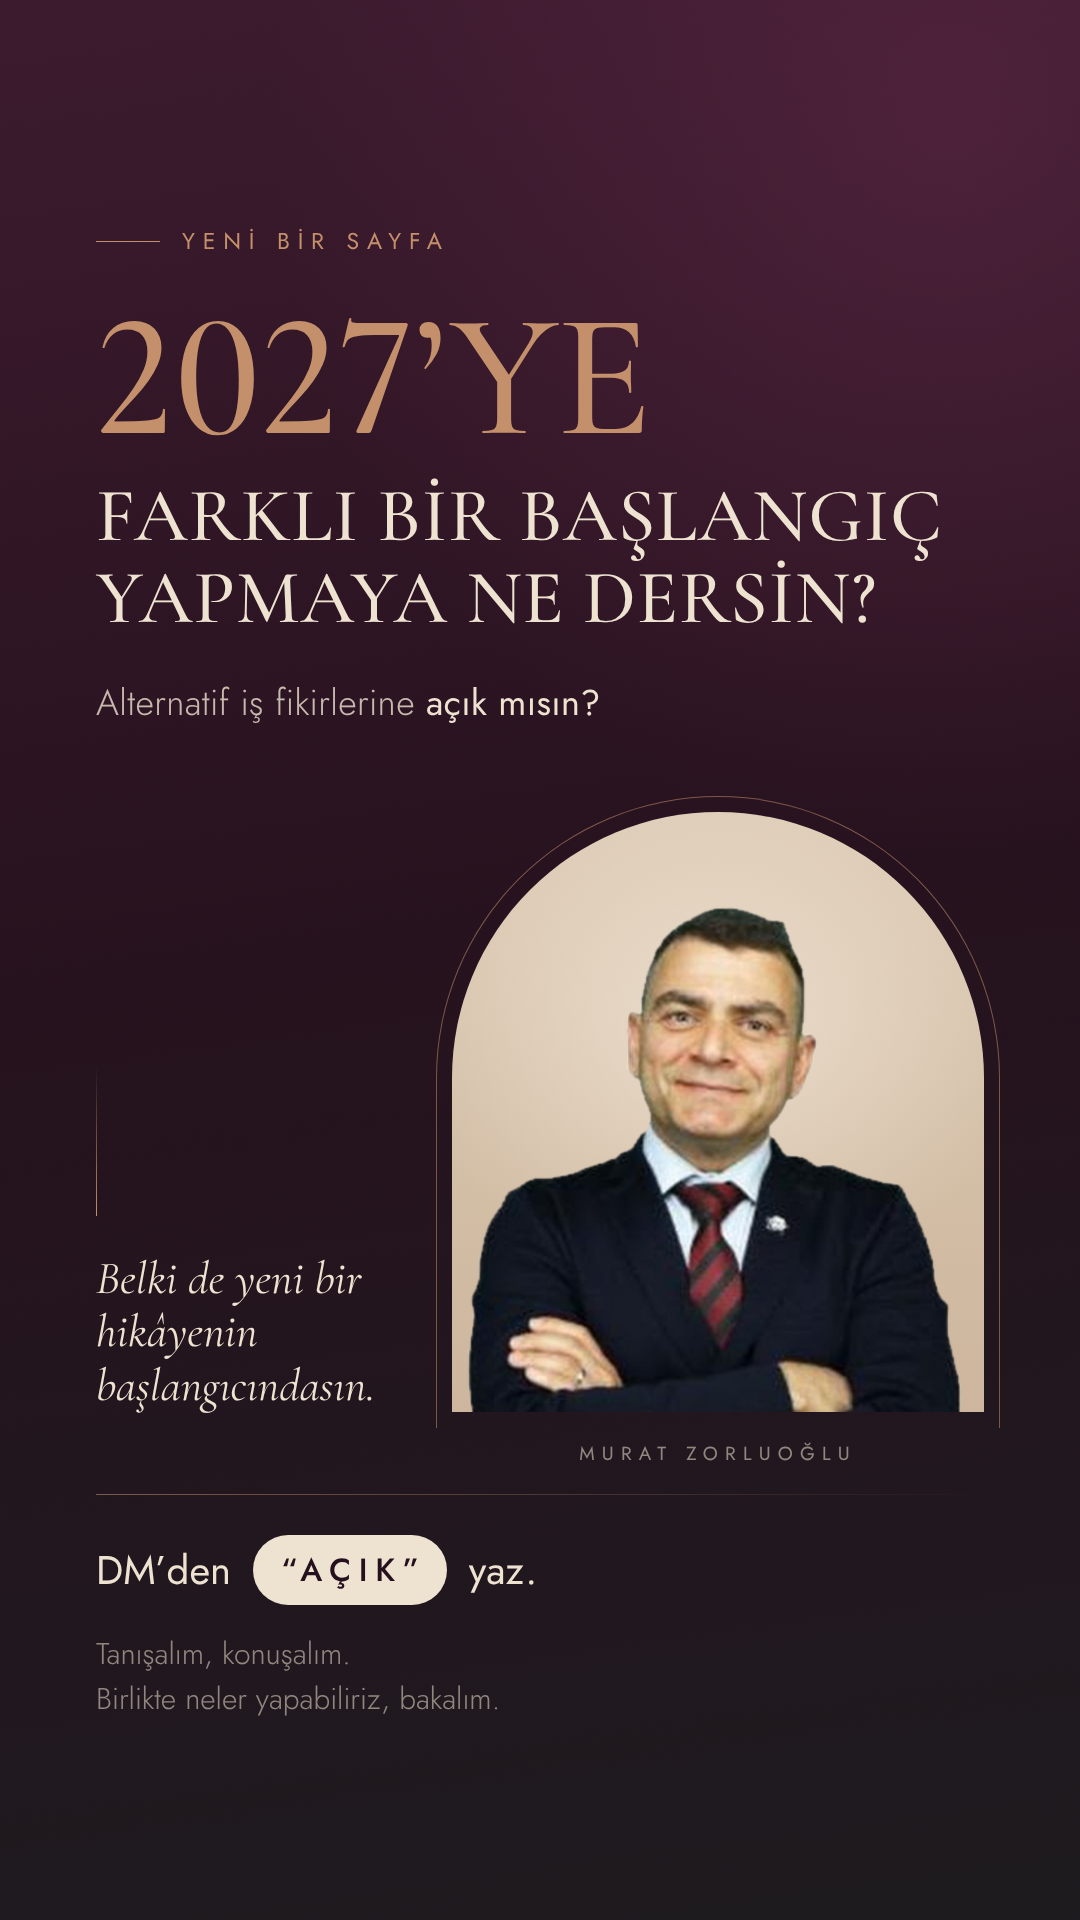 YENİ BİR SAYFA
2027’YE
FARKLI BİR BAŞLANGIÇ
YAPMAYA NE DERSİN?
Alternatif iş fikirlerine açık mısın?
Belki de yeni bir
hikâyenin
başlangıcındasın.
MURAT ZORLUOĞLU
DM’den “AÇIK” yaz.
Tanışalım, konuşalım.
Birlikte neler yapabiliriz, bakalım.